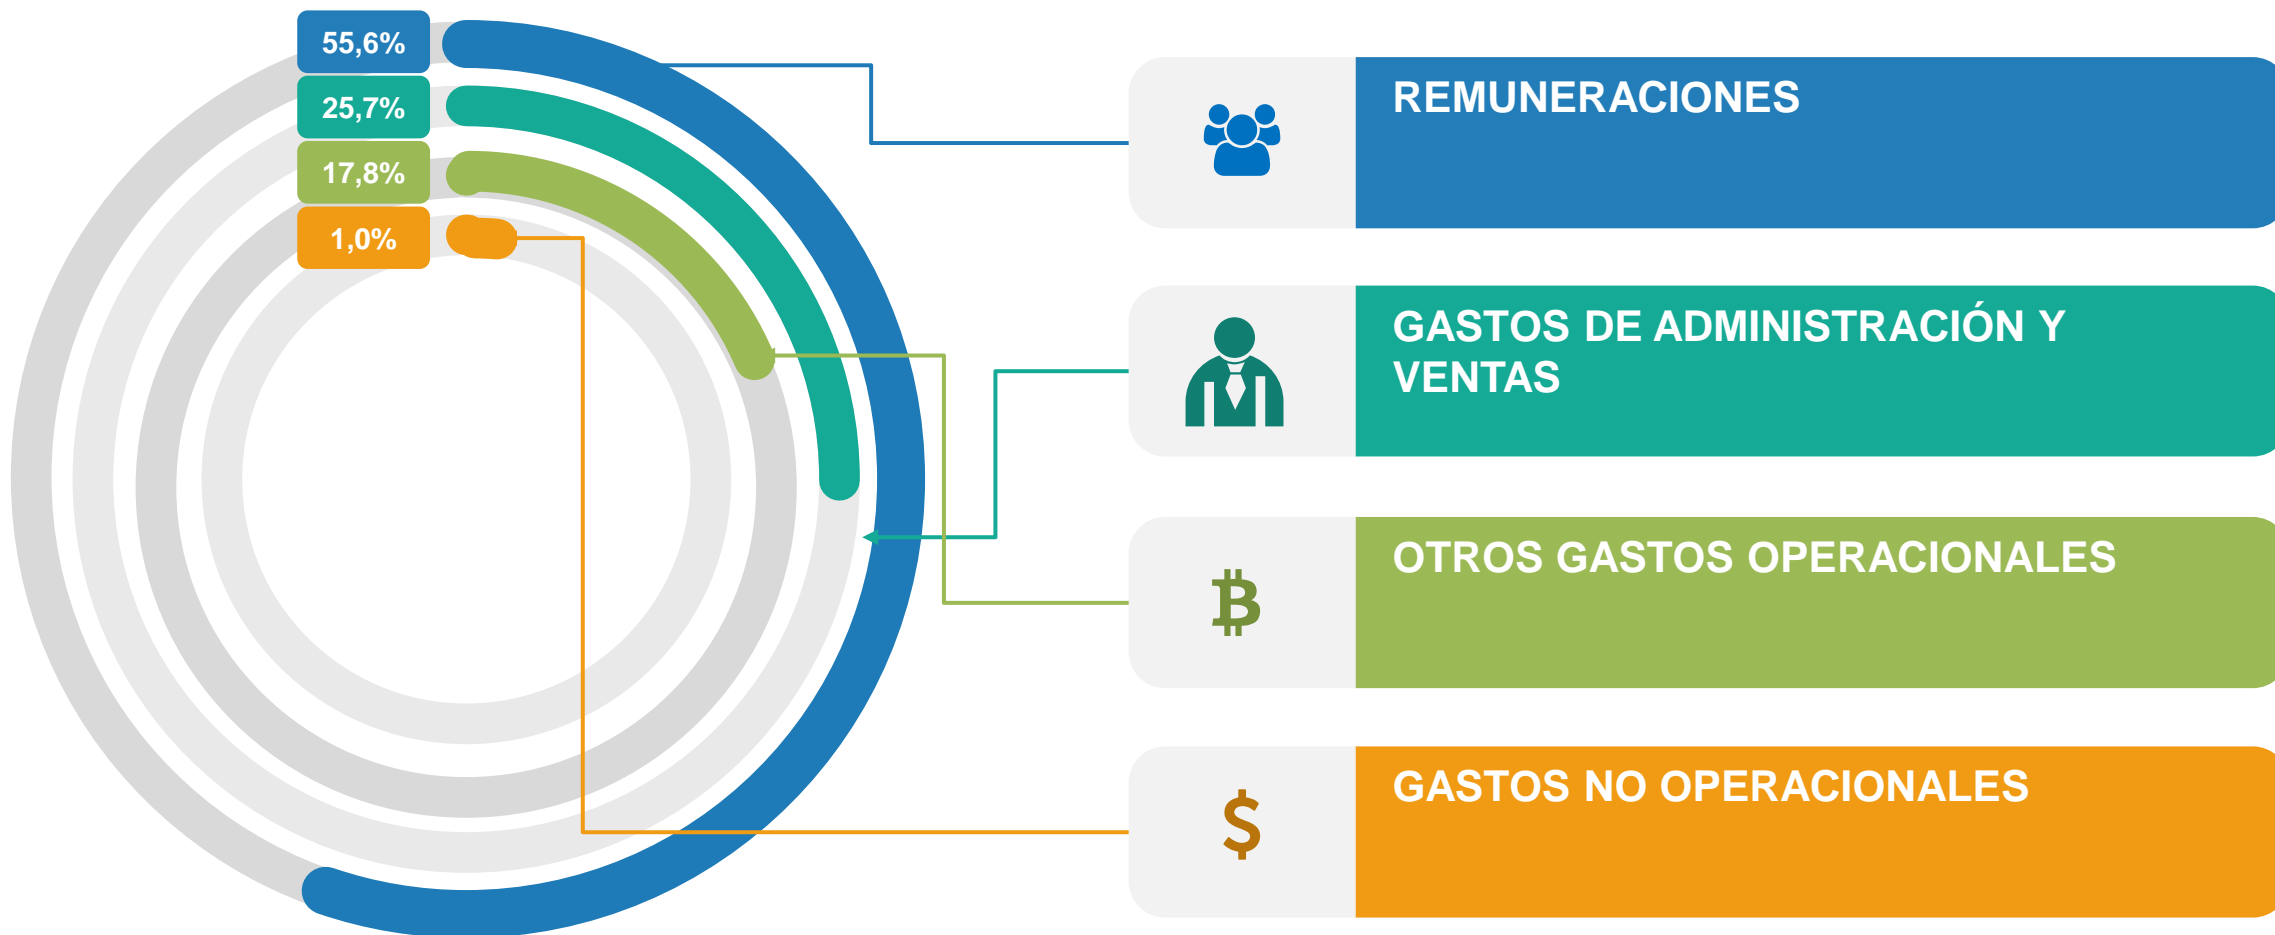 55,6%
25,7%
17,8%
1,0%
REMUNERACIONES
GASTOS DE ADMINISTRACIÓN Y
VENTAS
OTROS GASTOS OPERACIONALES
GASTOS NO OPERACIONALES